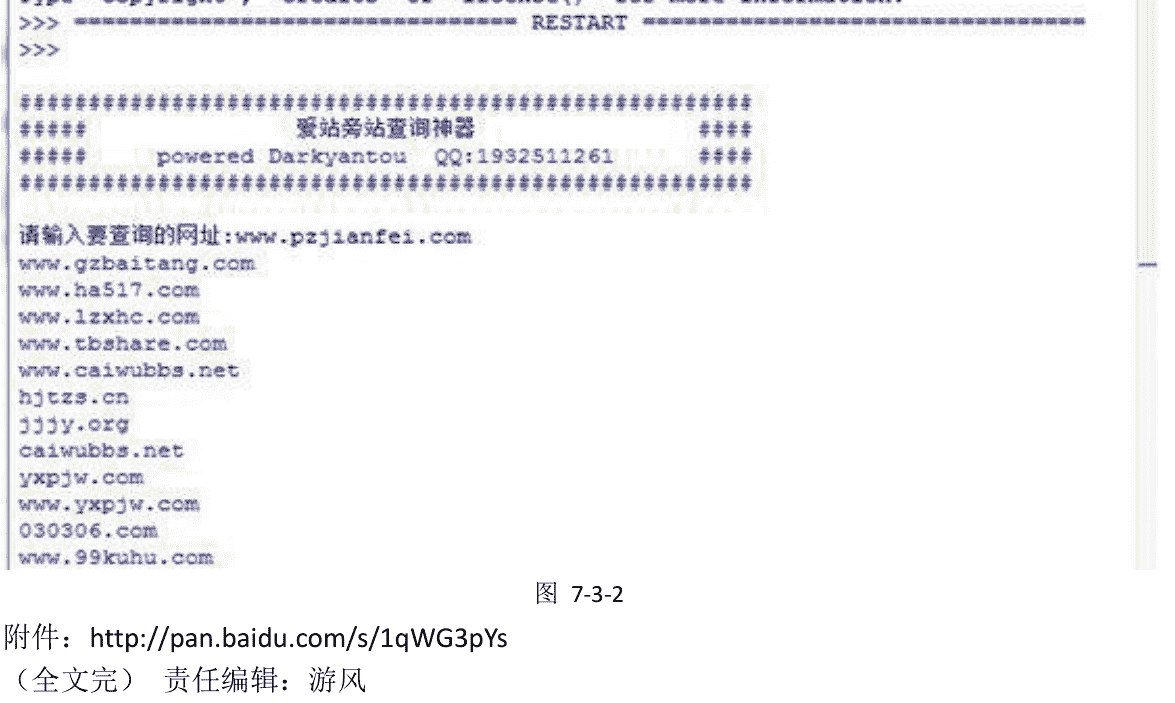 >>> ================================ RESTART ================================
>>>
#####################################################
##### 爱站旁站查询神器 ####
##### powered Darkyantou QQ:1932511261 ####
#####################################################
请输入要查询的网址:www.pzjianfei.com
www.gzbaitang.com
www.ha517.com
www.lzxhc.com
www.tbshare.com
www.caiwubbs.net
hjtzs.cn
jjjy.org
caiwubbs.net
yxpjw.com
www.yxpjw.com
030306.com
www.99kuhu.com
图 7-3-2
附件：http://pan.baidu.com/s/1qWG3pYs
（全文完） 责任编辑：游风